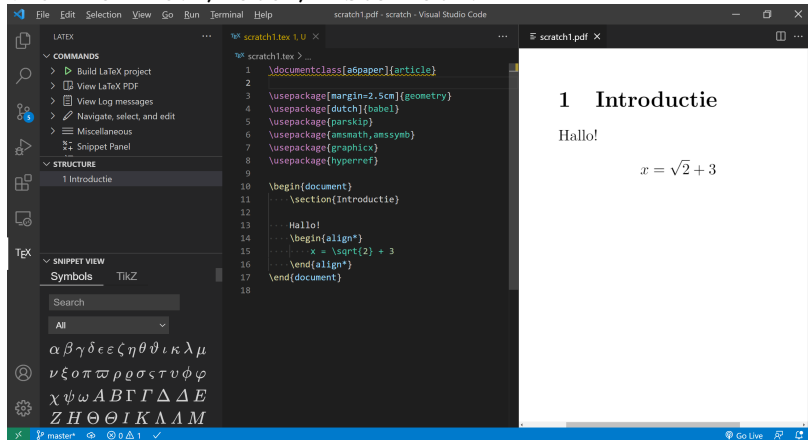 File Edit Selection View Go Run Terminal Help scratch1.pdf - scratch - Visual Studio Code
LATEX
COMMANDS
Build LaTeX project
View LaTeX PDF
View Log messages
Navigate, select, and edit
Miscellaneous
Snippet Panel
STRUCTURE
1 Introductie
TEX
SNIPPET VIEW
Symbols TikZ
Search
All
α β γ δ ϵ ε ζ η θ ϑ ι κ λ μ
ν ξ ο π ϖ ρ ϱ σ ς τ υ ϕ φ
χ ψ ω A B Γ Γ Δ Δ E
Z H Θ Θ I K Λ Λ M
TEX scratch1.tex 1, U
TEX scratch1.tex > ...
1 \documentclass[a6paper]{article}
2
3 \usepackage[margin=2.5cm]{geometry}
4 \usepackage[dutch]{babel}
5 \usepackage{parskip}
6 \usepackage{amsmath,amssymb}
7 \usepackage{graphicx}
8 \usepackage{hyperref}
9
10 \begin{document}
11 \section{Introductie}
12
13 Hallo!
14 \begin{align*}
15 x = \sqrt{2} + 3
16 \end{align*}
17 \end{document}
18
scratch1.pdf
1 Introductie
Hallo!
x = √2 + 3
master* 0 1 Go Live